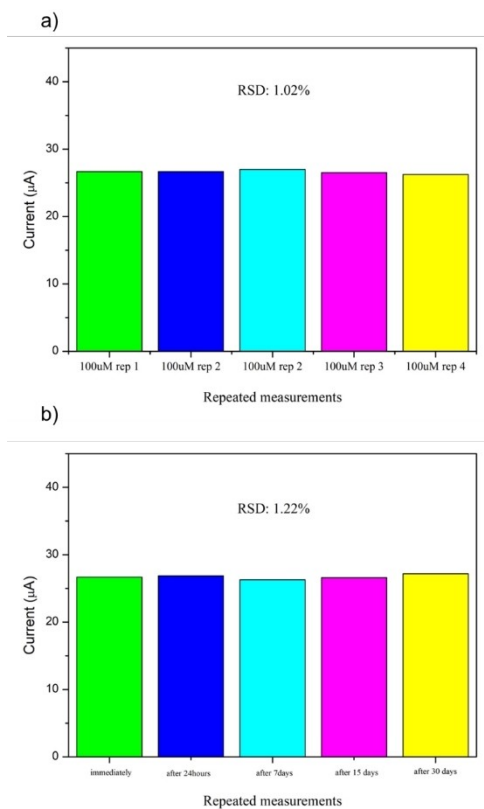 a)
RSD: 1.02%
Current (μA)
40
30
20
10
0
100uM rep 1 100uM rep 2 100uM rep 2 100uM rep 3 100uM rep 4
Repeated measurements
b)
RSD: 1.22%
Current (μA)
40
30
20
10
0
immediately after 24hours after 7days after 15 days after 30 days
Repeated measurements